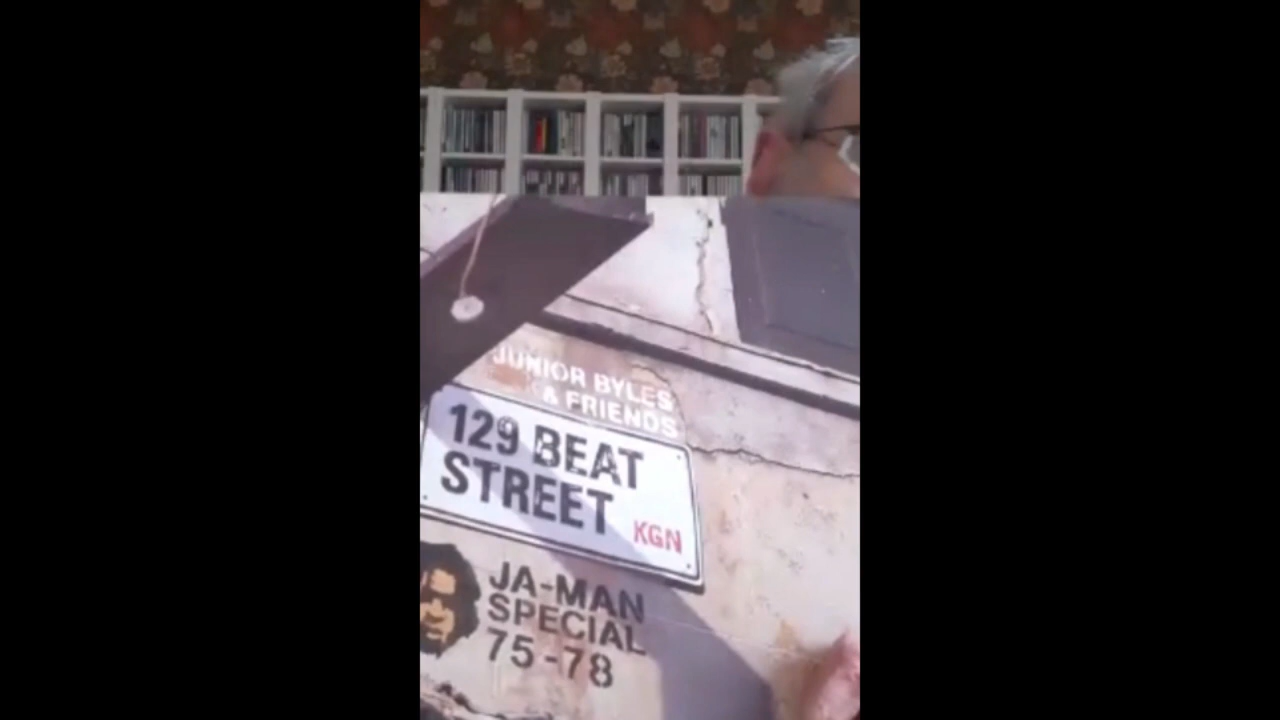 JUNIOR BYLES
& FRIENDS
129 BEAT
STREET
KGN
JA-MAN
SPECIAL
75-78